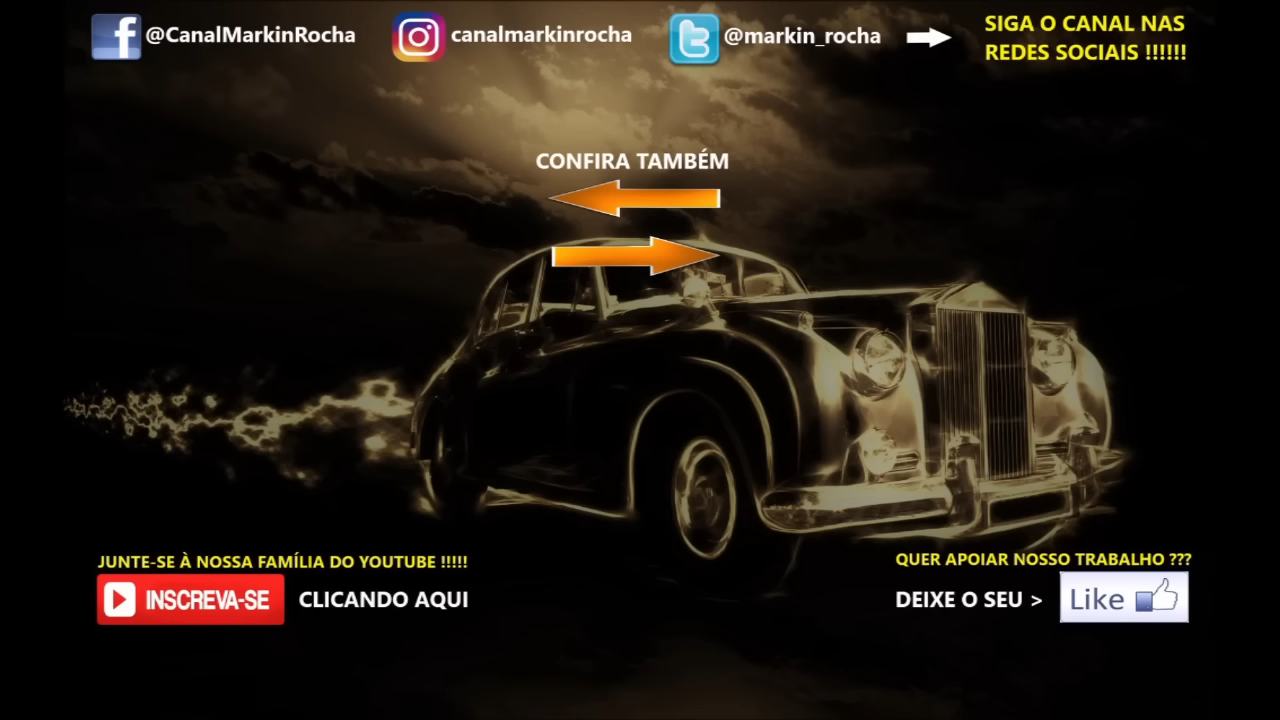 @CanalMarkinRocha
canalmarkinrocha
@markin_rocha
SIGA O CANAL NAS
REDES SOCIAIS !!!!!!
CONFIRA TAMBÉM
JUNTE-SE À NOSSA FAMÍLIA DO YOUTUBE !!!!!
INSCREVA-SE
CLICANDO AQUI
QUER APOIAR NOSSO TRABALHO ???
DEIXE O SEU >
Like